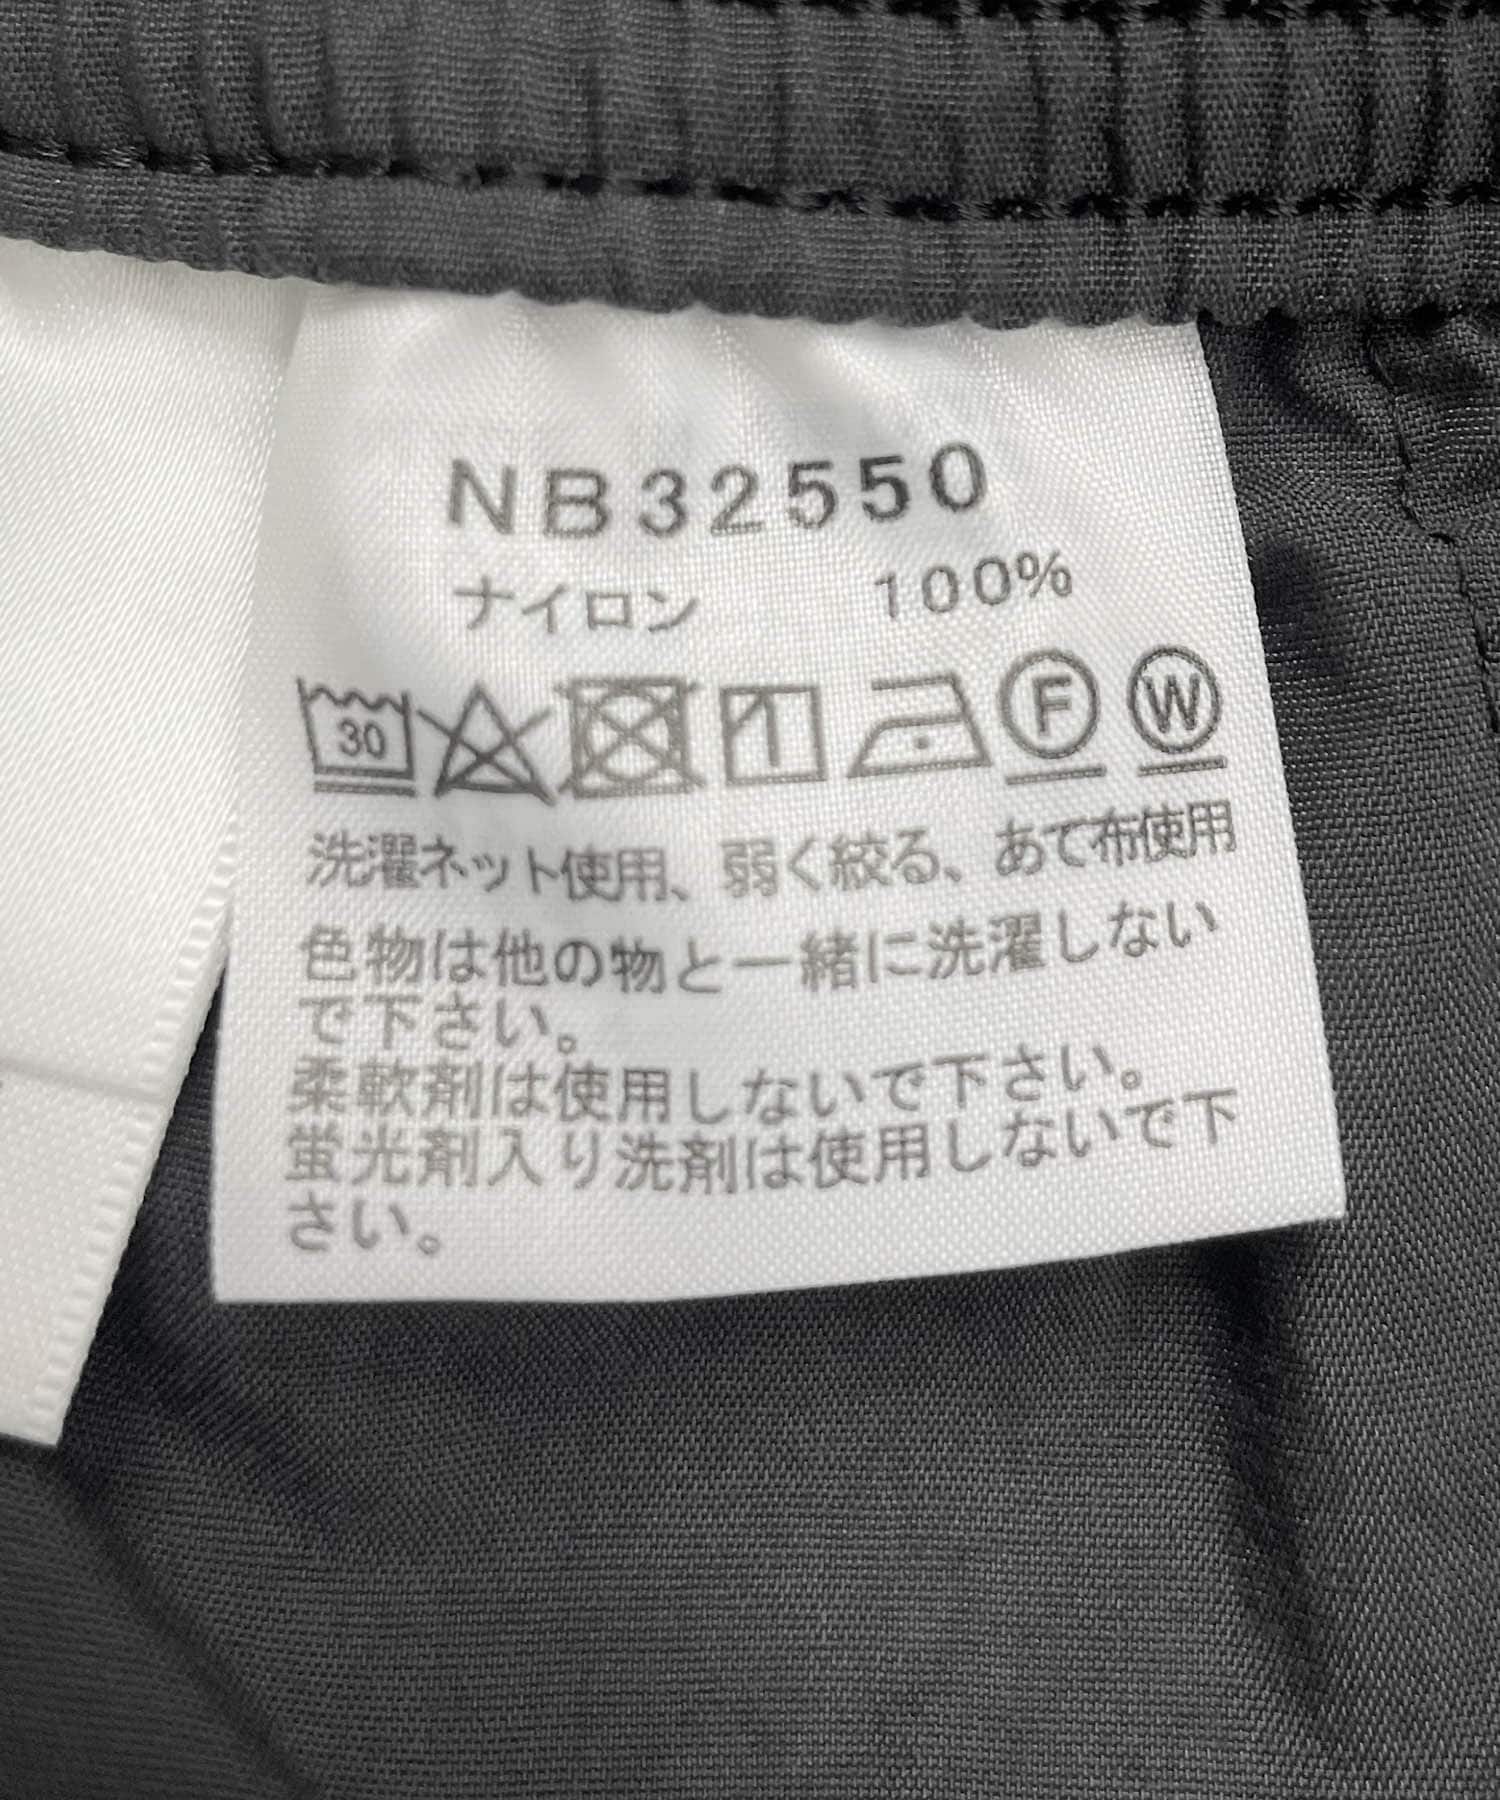 NB32550
ナイロン 100%
30 F W
洗濯ネット使用、弱く絞る、あて布使用
色物は他の物と一緒に洗濯しない
で下さい。
柔軟剤は使用しないで下さい。
蛍光剤入り洗剤は使用しないで下
さい。